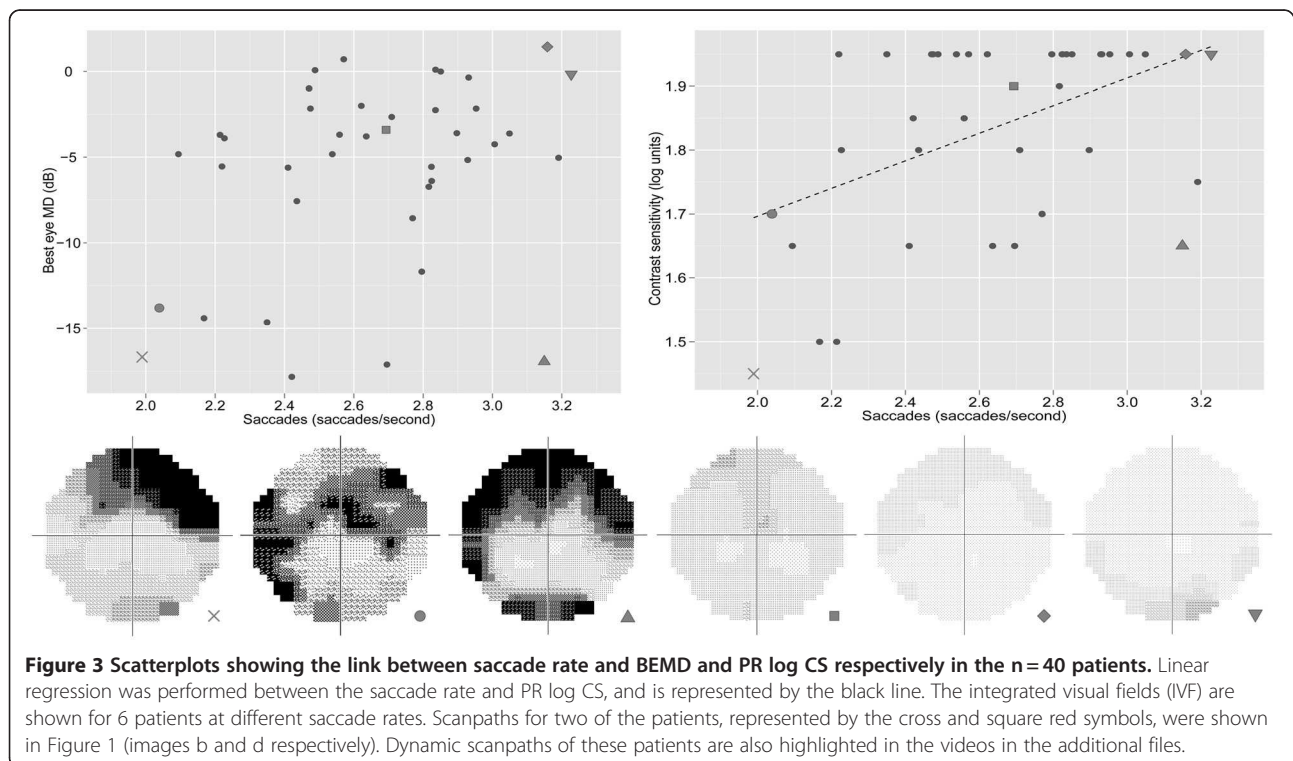 0
−5
−10
−15
Best eye MD (dB)
2.0 2.2 2.4 2.6 2.8 3.0 3.2
Saccades (saccades/second)
1.9
1.8
1.7
1.6
1.5
Contrast sensitivity (log units)
2.0 2.2 2.4 2.6 2.8 3.0 3.2
Saccades (saccades/second)
Figure 3 Scatterplots showing the link between saccade rate and BEMD and PR log CS respectively in the n = 40 patients. Linear
regression was performed between the saccade rate and PR log CS, and is represented by the black line. The integrated visual fields (IVF) are
shown for 6 patients at different saccade rates. Scanpaths for two of the patients, represented by the cross and square red symbols, were shown
in Figure 1 (images b and d respectively). Dynamic scanpaths of these patients are also highlighted in the videos in the additional files.